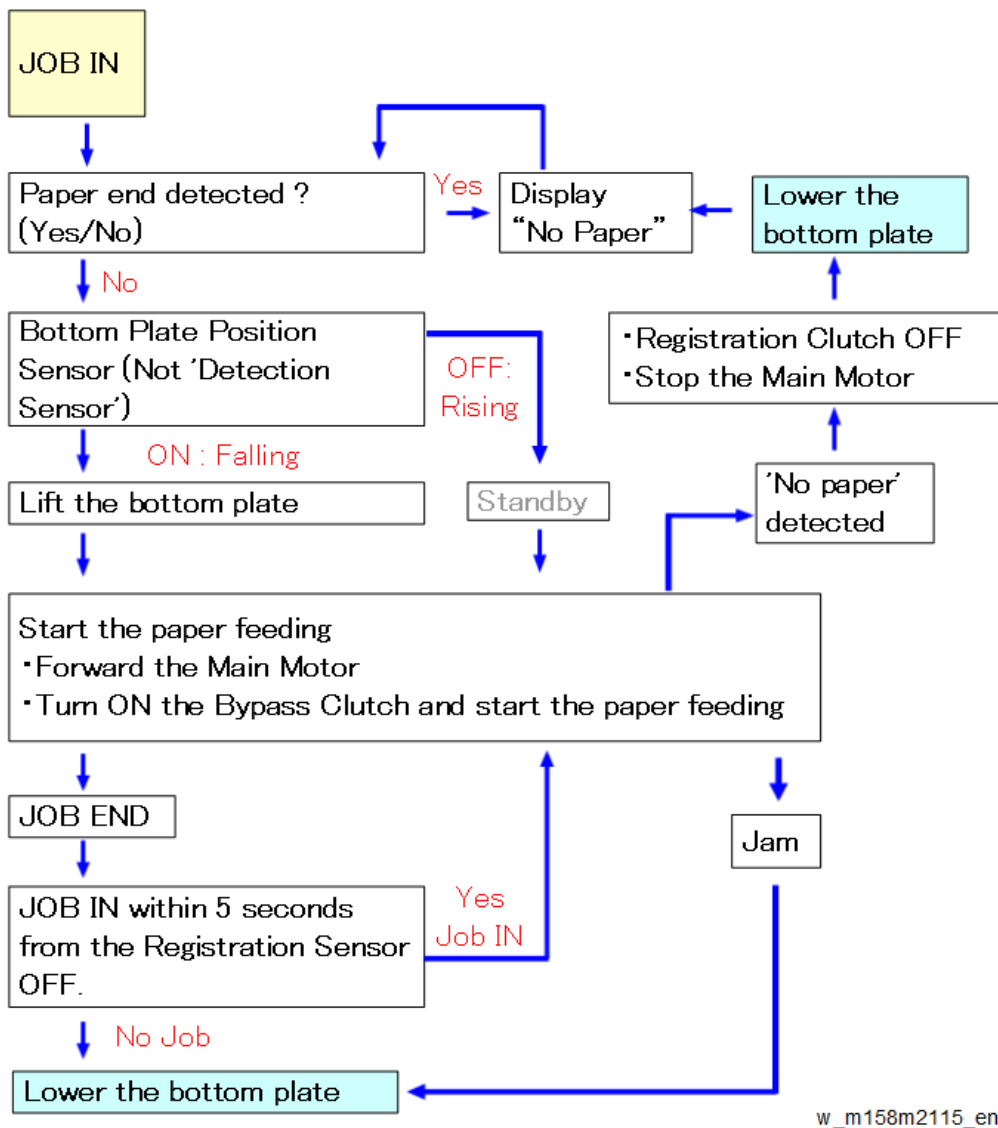 JOB IN
Paper end detected ?
(Yes/No)
Yes
Display
“No Paper”
Lower the
bottom plate
No
Bottom Plate Position
Sensor (Not 'Detection
Sensor')
OFF:
Rising
・Registration Clutch OFF
・Stop the Main Motor
ON : Falling
Lift the bottom plate
Standby
'No paper'
detected
Start the paper feeding
・Forward the Main Motor
・Turn ON the Bypass Clutch and start the paper feeding
JOB END
Jam
JOB IN within 5 seconds
from the Registration Sensor
OFF.
Yes
Job IN
No Job
Lower the bottom plate
w_m158m2115_en